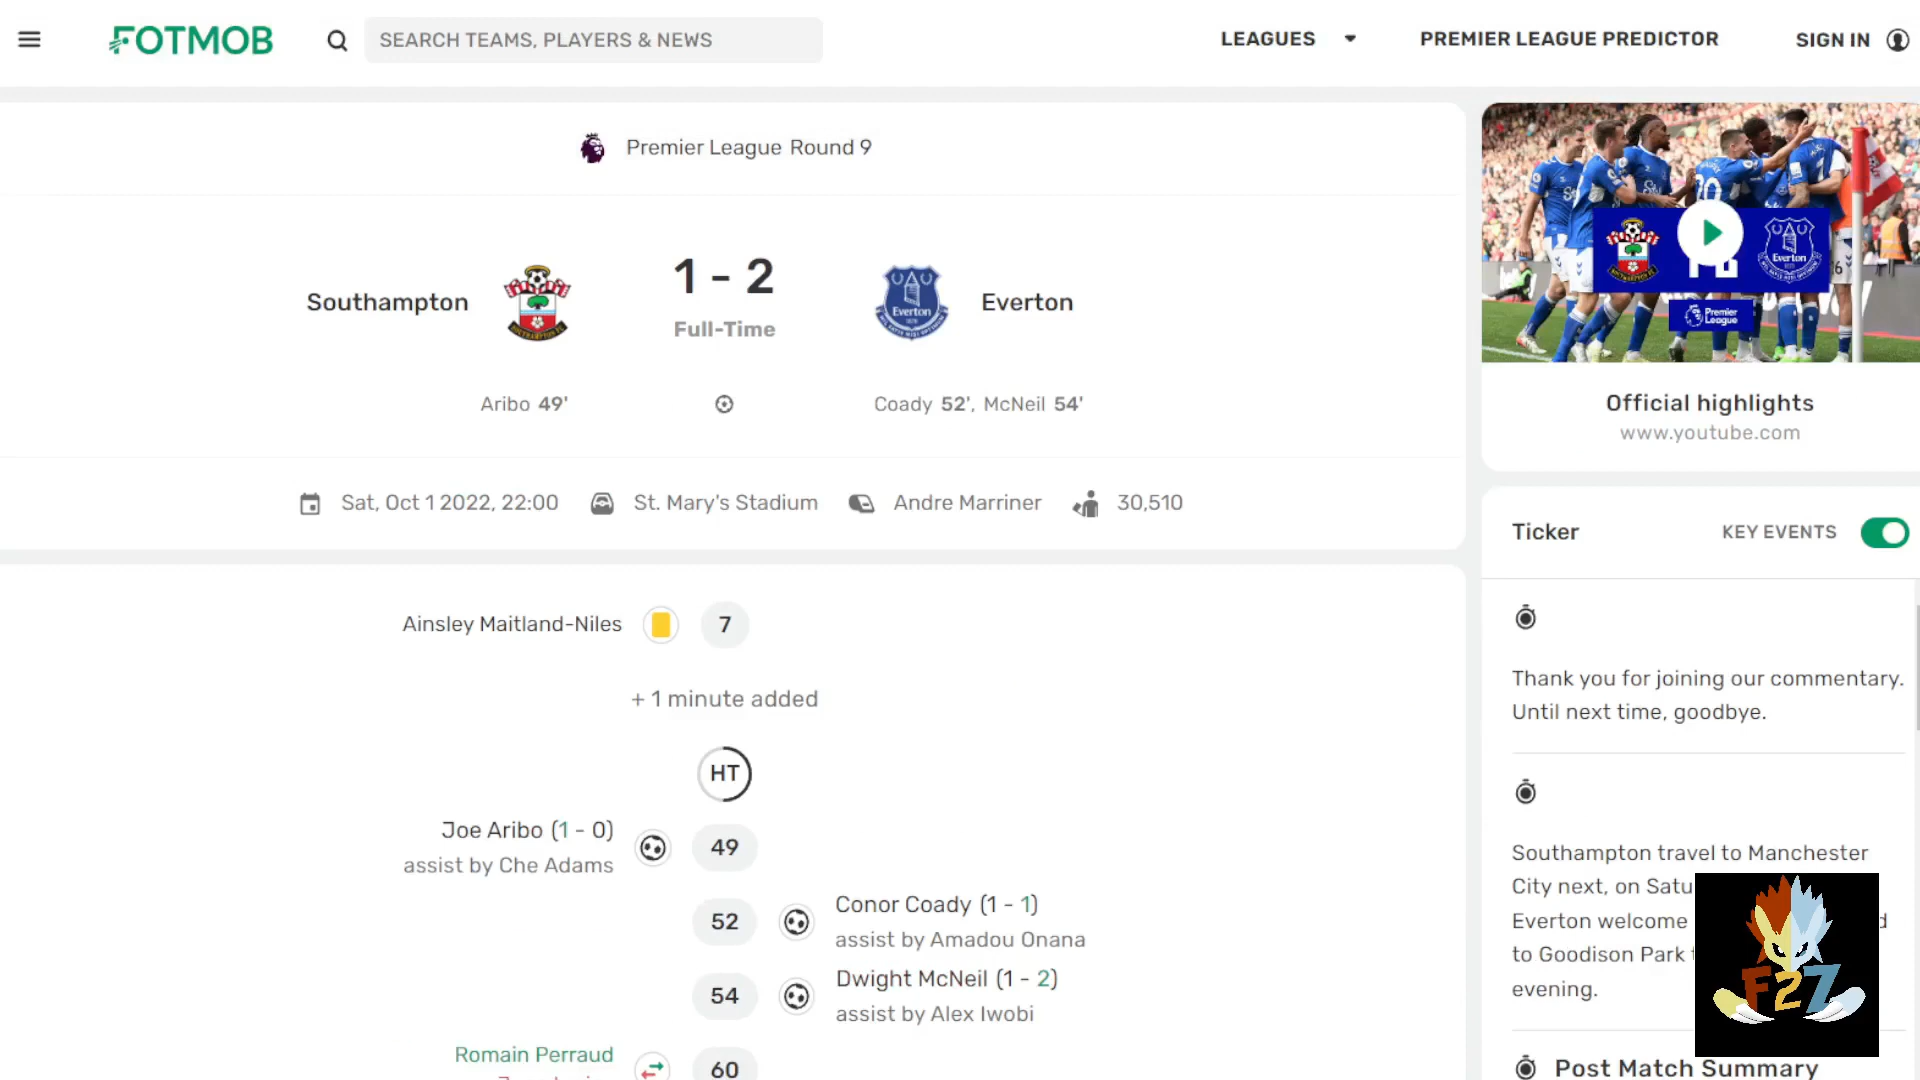 FOTMOB
SEARCH TEAMS, PLAYERS & NEWS
LEAGUES
PREMIER LEAGUE PREDICTOR
SIGN IN
Premier League Round 9
Southampton
1 - 2
Full-Time
Everton
Aribo 49'
Coady 52', McNeil 54'
Sat, Oct 1 2022, 22:00
St. Mary's Stadium
Andre Marriner
30,510
Ainsley Maitland-Niles
7
+ 1 minute added
HT
Joe Aribo (1 - 0)
assist by Che Adams
49
52
Conor Coady (1 - 1)
assist by Amadou Onana
54
Dwight McNeil (1 - 2)
assist by Alex Iwobi
Romain Perraud
60
Everton
Premier
League
Official highlights
www.youtube.com
Ticker
KEY EVENTS
Thank you for joining our commentary.
Until next time, goodbye.
Southampton travel to Manchester
City next, on
Everton welcome
to Goodison Park
evening.
Post Match Summary
F2Z